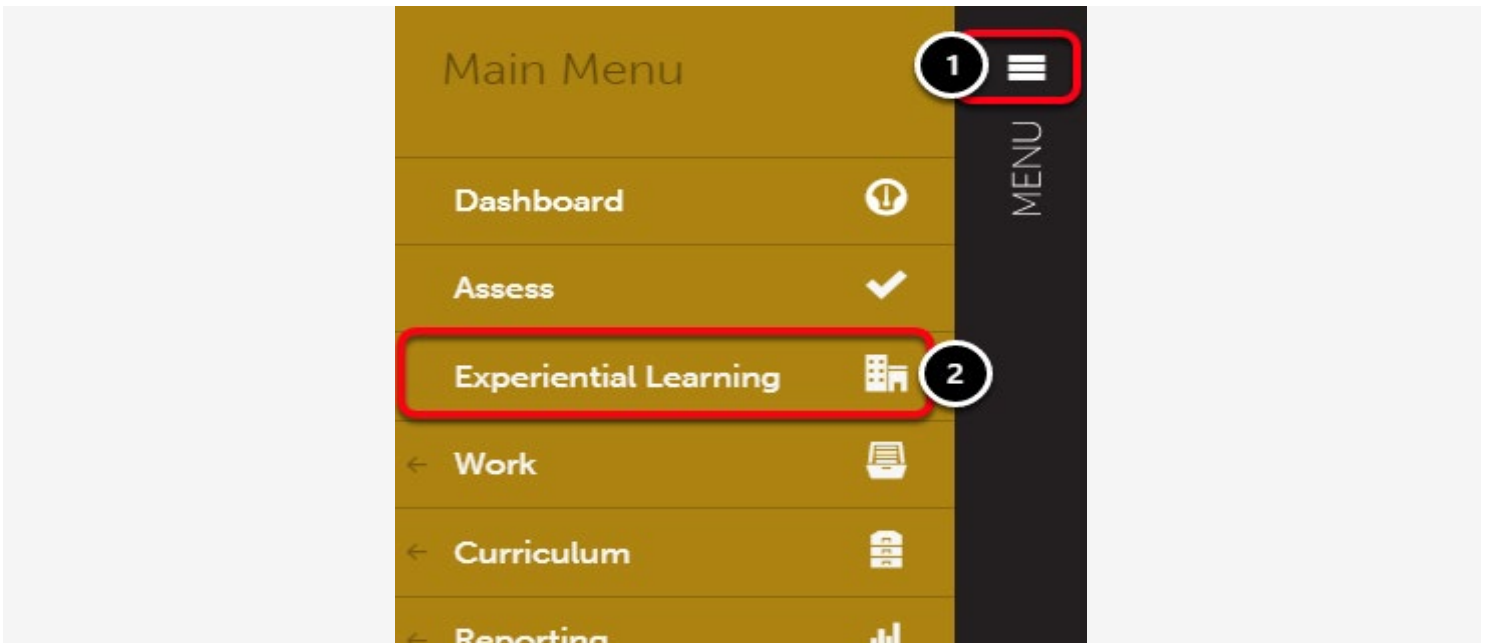 Main Menu
1
MENU
Dashboard
Assess
Experiential Learning
2
Work
Curriculum
Reporting